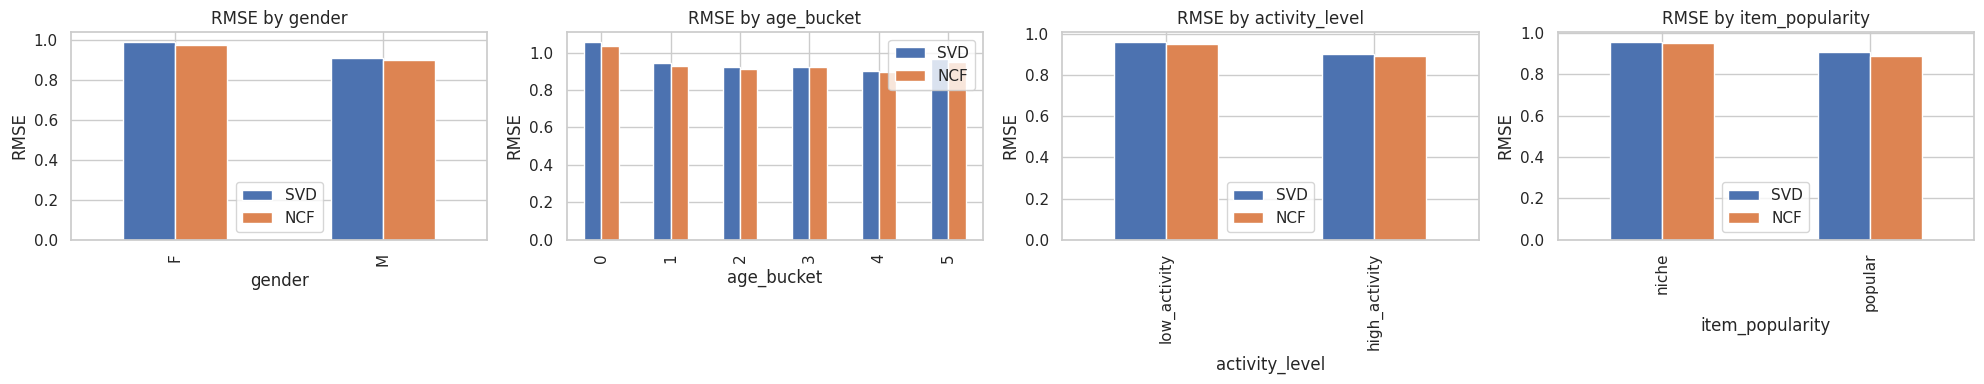 RMSE by gender
RMSE
1.0
0.8
0.6
0.4
0.2
0.0
SVD
NCF
F
M
gender
RMSE by age_bucket
RMSE
1.0
0.8
0.6
0.4
0.2
0.0
SVD
NCF
0
1
2
3
4
5
age_bucket
RMSE by activity_level
RMSE
1.0
0.8
0.6
0.4
0.2
0.0
SVD
NCF
low_activity
high_activity
activity_level
RMSE by item_popularity
RMSE
1.0
0.8
0.6
0.4
0.2
0.0
SVD
NCF
niche
popular
item_popularity